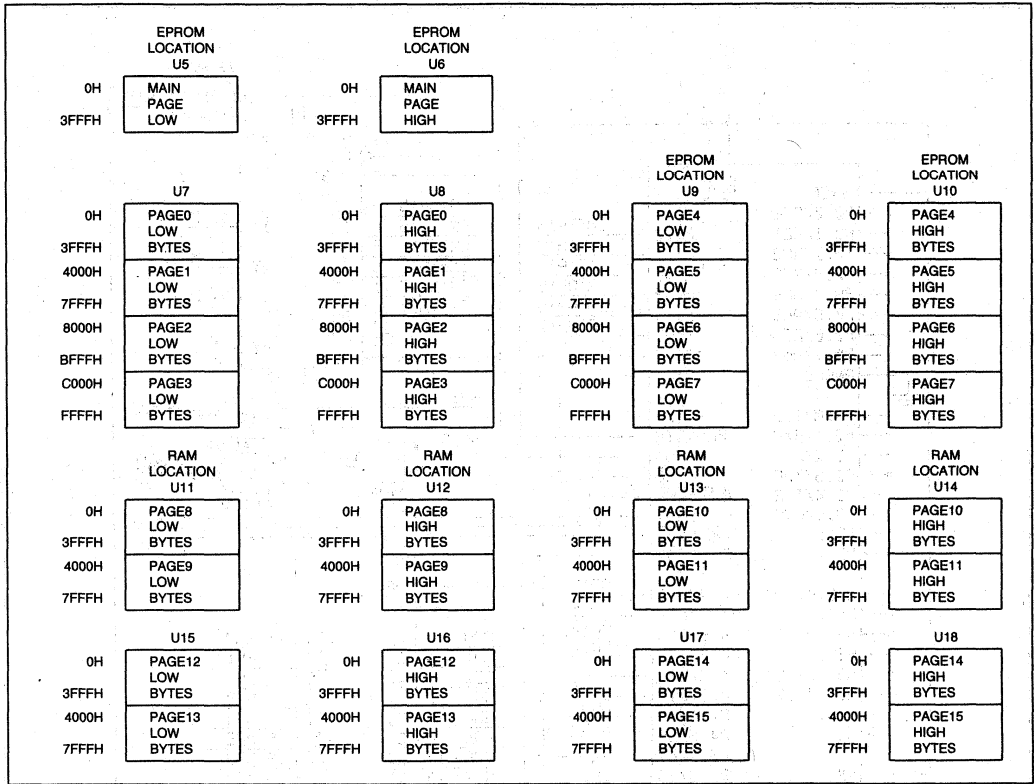 EPROM
LOCATION
U5
0H
MAIN
PAGE
3FFFH
LOW
EPROM
LOCATION
U6
0H
MAIN
PAGE
3FFFH
HIGH
U7
0H
PAGE0
LOW
3FFFH
BYTES
4000H
PAGE1
LOW
7FFFH
BYTES
8000H
PAGE2
LOW
BFFFH
BYTES
C000H
PAGE3
LOW
FFFFH
BYTES
U8
0H
PAGE0
HIGH
3FFFH
BYTES
4000H
PAGE1
HIGH
7FFFH
BYTES
8000H
PAGE2
HIGH
BFFFH
BYTES
C000H
PAGE3
HIGH
FFFFH
BYTES
EPROM
LOCATION
U9
0H
PAGE4
LOW
3FFFH
BYTES
4000H
PAGE5
LOW
7FFFH
BYTES
8000H
PAGE6
LOW
BFFFH
BYTES
C000H
PAGE7
LOW
FFFFH
BYTES
EPROM
LOCATION
U10
0H
PAGE4
HIGH
3FFFH
BYTES
4000H
PAGE5
HIGH
7FFFH
BYTES
8000H
PAGE6
HIGH
BFFFH
BYTES
C000H
PAGE7
HIGH
FFFFH
BYTES
RAM
LOCATION
U11
0H
PAGE8
LOW
3FFFH
BYTES
4000H
PAGE9
LOW
7FFFH
BYTES
RAM
LOCATION
U12
0H
PAGE8
HIGH
3FFFH
BYTES
4000H
PAGE9
HIGH
7FFFH
BYTES
RAM
LOCATION
U13
0H
PAGE10
LOW
3FFFH
BYTES
4000H
PAGE11
LOW
7FFFH
BYTES
RAM
LOCATION
U14
0H
PAGE10
HIGH
3FFFH
BYTES
4000H
PAGE11
HIGH
7FFFH
BYTES
U15
0H
PAGE12
LOW
3FFFH
BYTES
4000H
PAGE13
LOW
7FFFH
BYTES
U16
0H
PAGE12
HIGH
3FFFH
BYTES
4000H
PAGE13
HIGH
7FFFH
BYTES
U17
0H
PAGE14
LOW
3FFFH
BYTES
4000H
PAGE15
LOW
7FFFH
BYTES
U18
0H
PAGE14
HIGH
3FFFH
BYTES
4000H
PAGE15
HIGH
7FFFH
BYTES